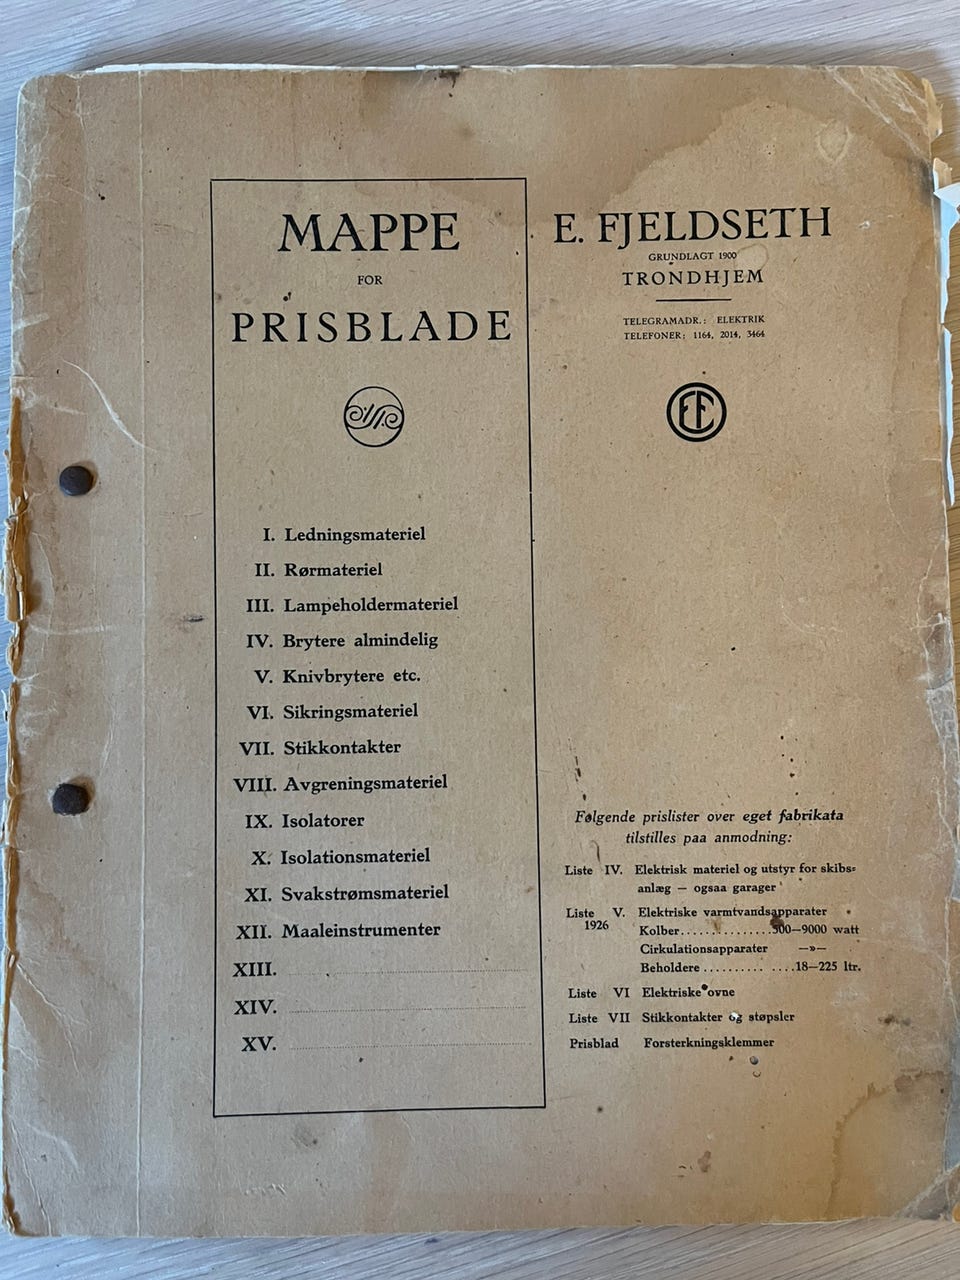 MAPPE
FOR
PRISBLADE
I. Ledningsmateriel
II. Rørmateriel
III. Lampeholdermateriel
IV. Brytere almindelig
V. Knivbrytere etc.
VI. Sikringsmateriel
VII. Stikkontakter
VIII. Avgreningsmateriel
IX. Isolatorer
X. Isolationsmateriel
XI. Svakstrømsmateriel
XII. Maaleinstrumenter
XIII.
XIV.
XV.
E. FJELDSETH
GRUNDLAGT 1900
TRONDHJEM
TELEGRAMADR.: ELEKTRIK
TELEFONER: 1164, 2014, 3464
EF
Følgende prislister over eget fabrikata
tilstilles paa anmodning:
Liste IV. Elektrisk materiel og utstyr for skibs-
anlæg — ogsaa garager
Liste V. Elektriske varmtvandsapparater
1926 Kolber...............500—9000 watt
Cirkulationsapparater —»—
Beholdere .......... ....18—225 ltr.
Liste VI Elektriske ovne
Liste VII Stikkontakter og støpsler
Prisblad Forsterkningsklemmer